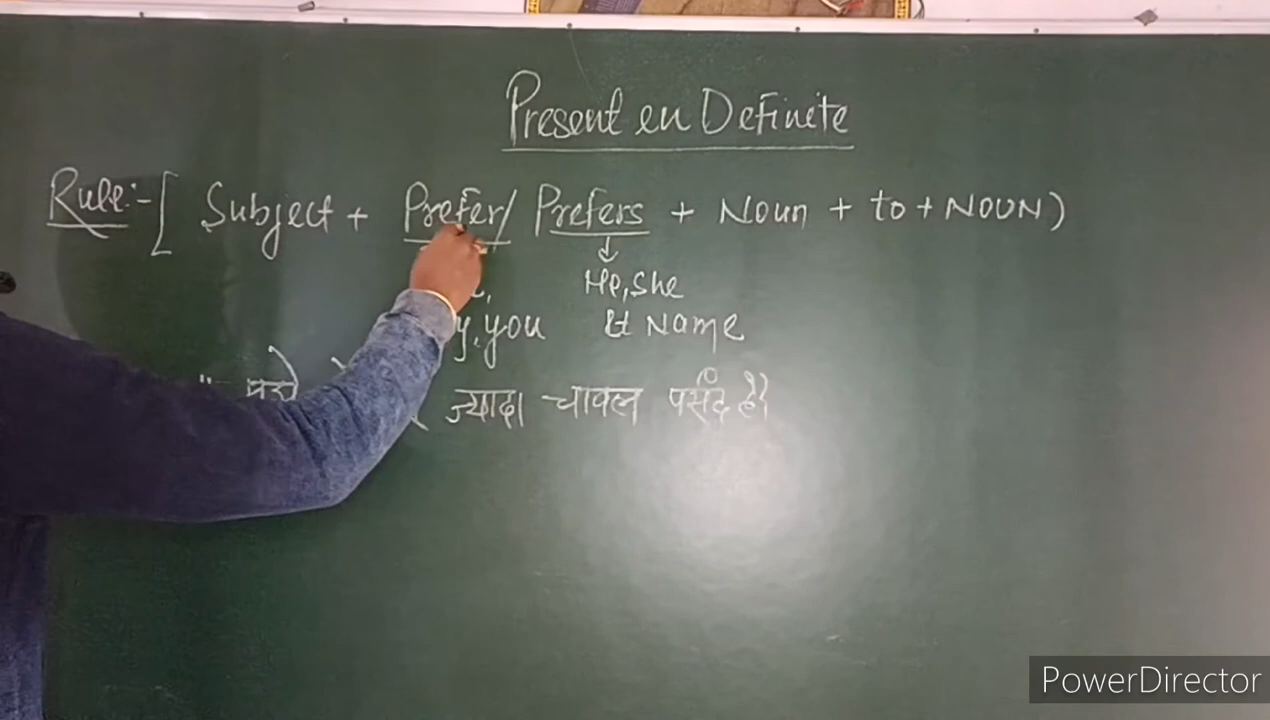 Present en Definite
Rule:- [ Subject + Prefer/ Prefers + Noun + to + NOUN )
He, She
you & Name
ज्यादा चावल पसंद है।
PowerDirector